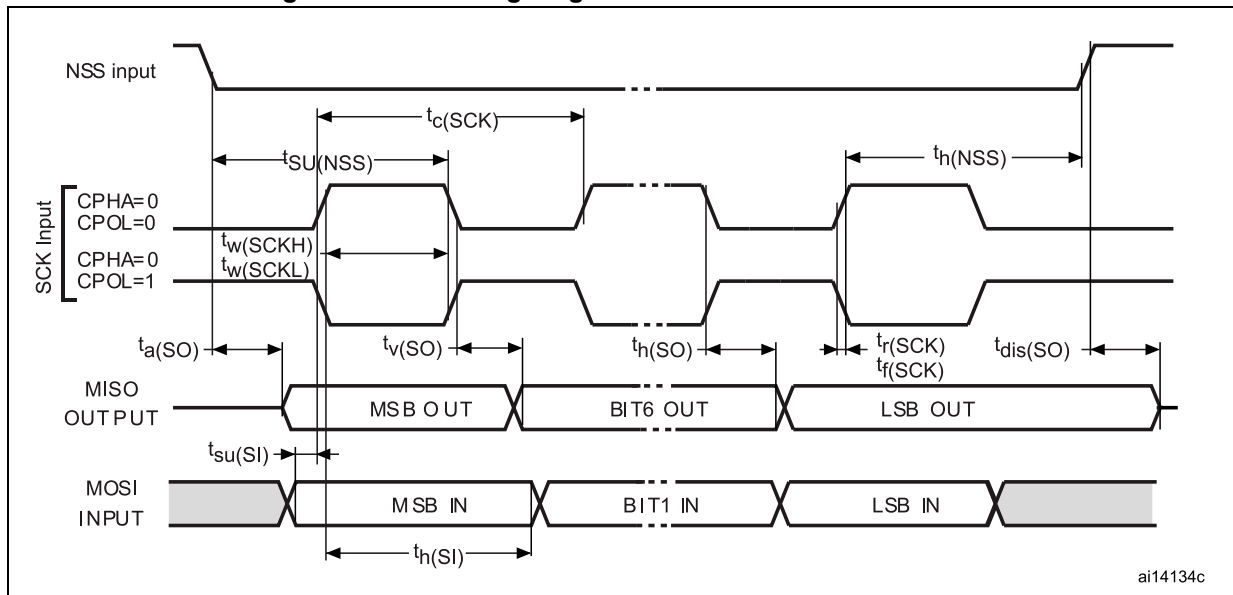 NSS input
tc(SCK)
tSU(NSS)
th(NSS)
SCK Input
CPHA=0
CPOL=0
tw(SCKH)
CPHA=0
tw(SCKL)
CPOL=1
ta(SO)
tv(SO)
th(SO)
tr(SCK)
tf(SCK)
tdis(SO)
MISO
OUTPUT
MSB OUT
BIT6 OUT
LSB OUT
tsu(SI)
MOSI
INPUT
MSB IN
BIT1 IN
LSB IN
th(SI)
ai14134c